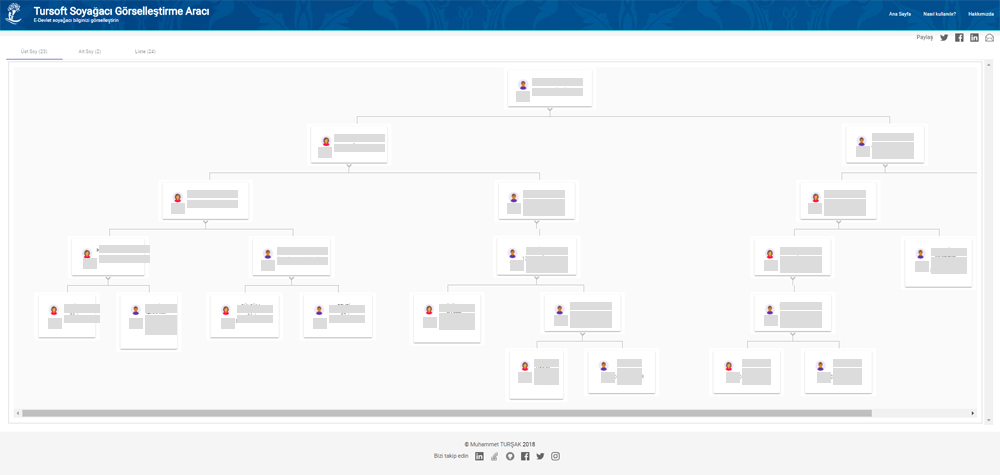 Tursoft Soyağacı Görselleştirme Aracı
E-Devlet soyağacı bilginizi görselleştirin
Ana Sayfa
Nasıl kullanılır?
Hakkımızda
Paylaş
Üst Soy (23)
Alt Soy (2)
Liste (24)
© Muhammet TURŞAK 2018
Bizi takip edin